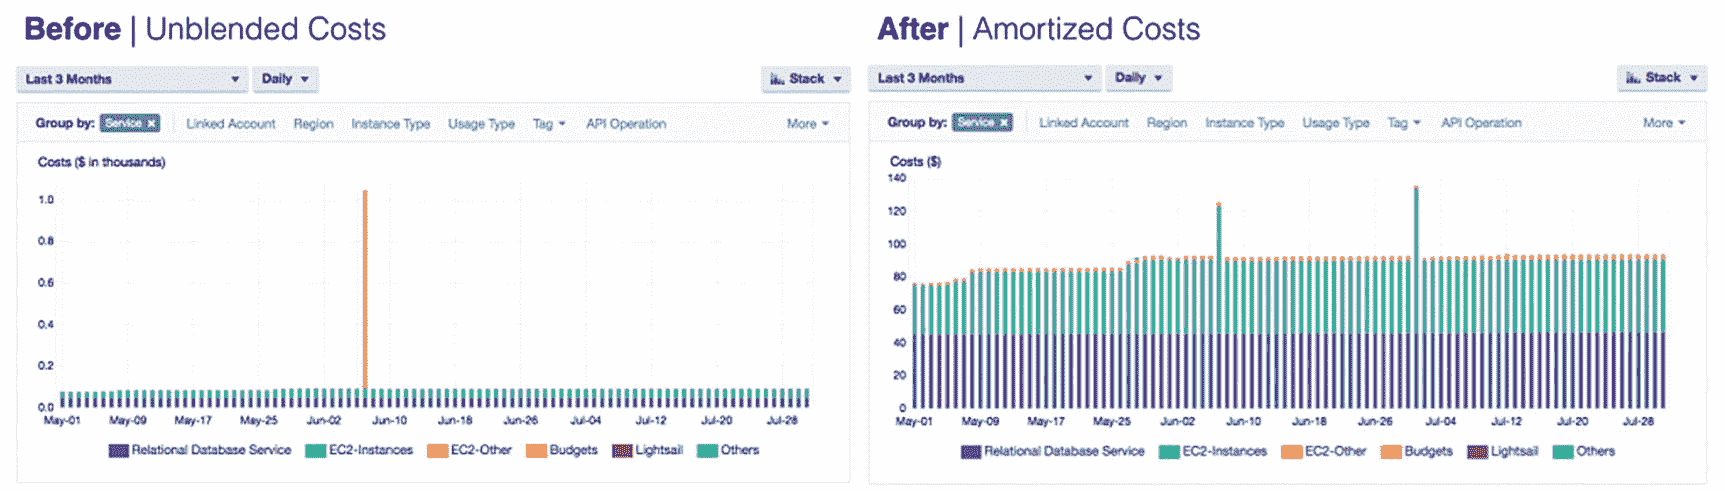 Before | Unblended Costs
Last 3 Months
Daily
Stack
Group by: Service × Linked Account Region Instance Type Usage Type Tag API Operation More
Costs ($ in thousands)
1.0
0.8
0.6
0.4
0.2
0.0
May-01 May-09 May-17 May-25 Jun-02 Jun-10 Jun-18 Jun-26 Jul-04 Jul-12 Jul-20 Jul-28
Relational Database Service EC2-Instances EC2-Other Budgets Lightsail Others
After | Amortized Costs
Last 3 Months
Daily
Stack
Group by: Service × Linked Account Region Instance Type Usage Type Tag API Operation More
Costs ($)
140
120
100
80
60
40
20
0
May-01 May-09 May-17 May-25 Jun-02 Jun-10 Jun-18 Jun-26 Jul-04 Jul-12 Jul-20 Jul-28
Relational Database Service EC2-Instances EC2-Other Budgets Lightsail Others